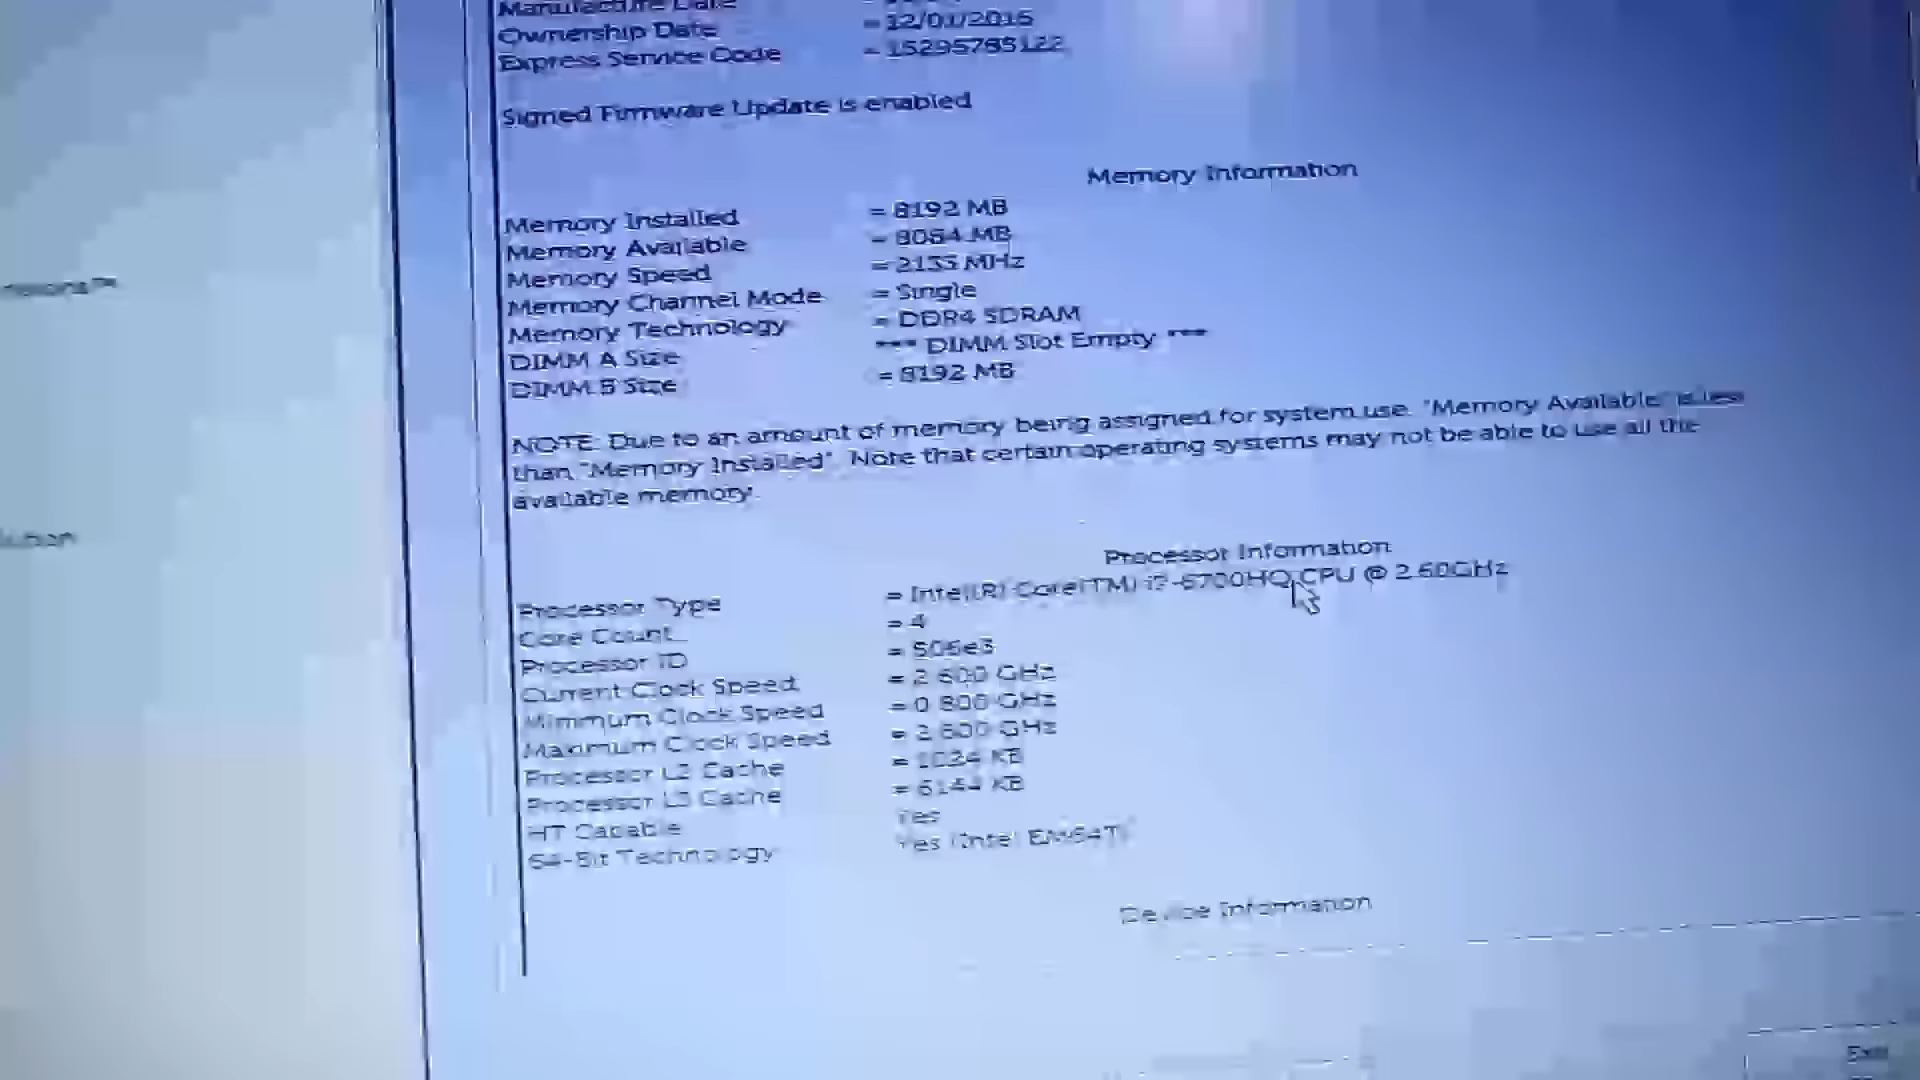 Manufacture Date
Ownership Date = 12/01/2015
Express Service Code = 15295785122
Signed Firmware Update is enabled
Memory Information
Memory Installed = 8192 MB
Memory Available = 8054 MB
Memory Speed = 2133 MHz
Memory Channel Mode = Single
Memory Technology = DDR4 SDRAM
DIMM A Size *** DIMM Slot Empty ***
DIMM B Size = 8192 MB
NOTE: Due to an amount of memory being assigned for system use, "Memory Available" is less
than "Memory Installed". Note that certain operating systems may not be able to use all the
available memory.
Processor Information
Processor Type = Intel(R) Core(TM) i7-6700HQ CPU @ 2.60GHz
Core Count = 4
Processor ID = 506e3
Current Clock Speed = 2.600 GHz
Minimum Clock Speed = 0.800 GHz
Maximum Clock Speed = 2.600 GHz
Processor L2 Cache = 1024 KB
Processor L3 Cache = 6144 KB
HT Capable Yes
64-Bit Technology Yes (Intel EM64T)
Device Information
Exit